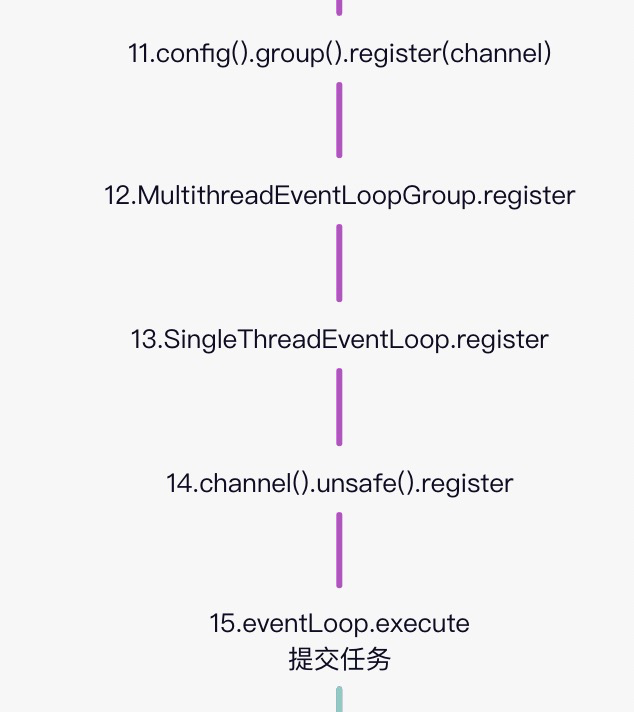 11.config().group().register(channel)
12.MultithreadEventLoopGroup.register
13.SingleThreadEventLoop.register
14.channel().unsafe().register
15.eventLoop.execute
提交任务